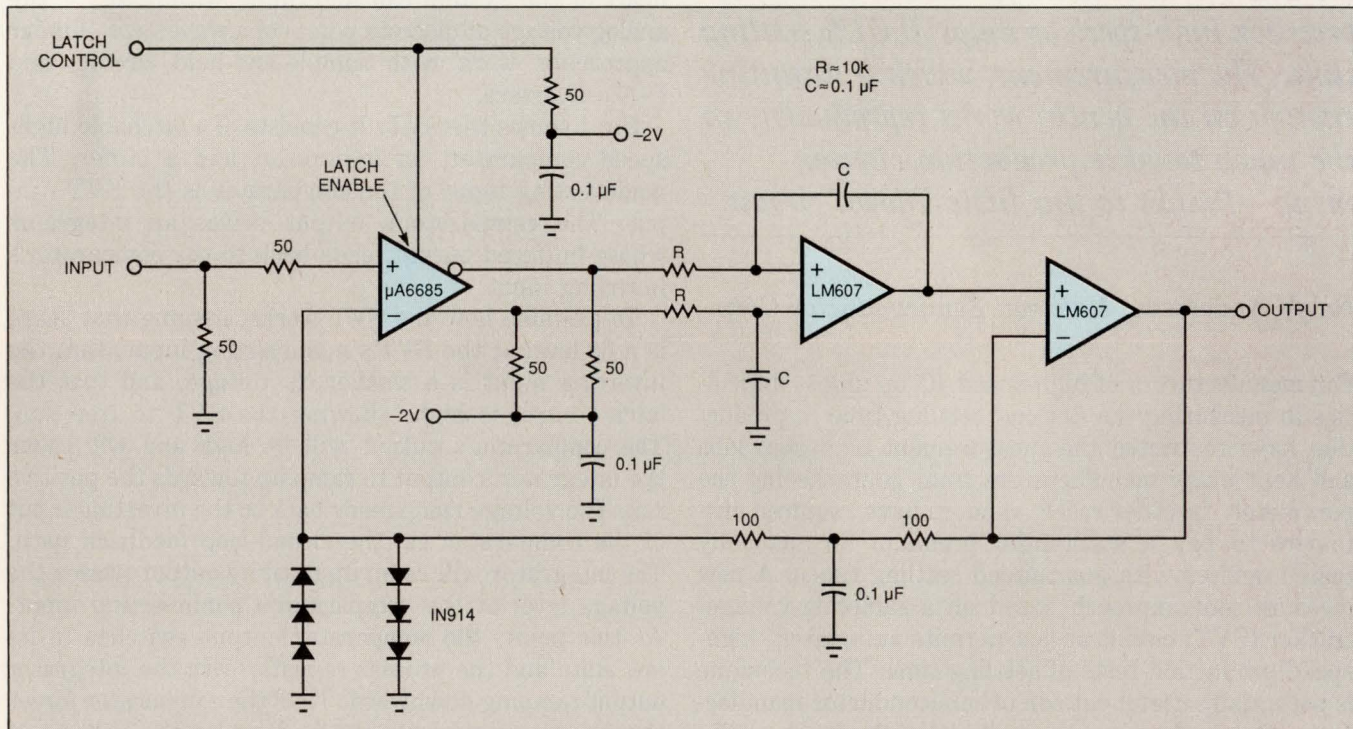 LATCH
CONTROL
R≈10k
C≈0.1 µF
50
–2V
LATCH
ENABLE
0.1 µF
C
INPUT
50
+
µA6685
–
R
R
+
LM607
–
+
LM607
–
OUTPUT
50
50
50
–2V
C
0.1 µF
100
100
IN914
0.1 µF